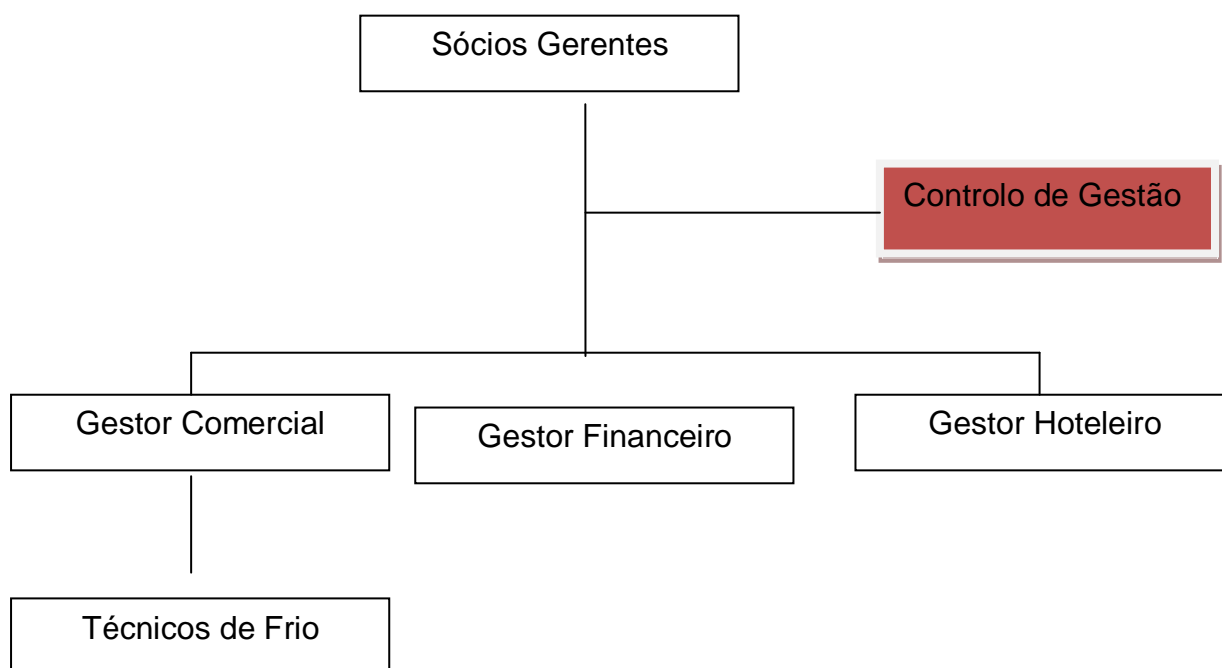 Sócios Gerentes
Controlo de Gestão
Gestor Comercial
Gestor Financeiro
Gestor Hoteleiro
Técnicos de Frio